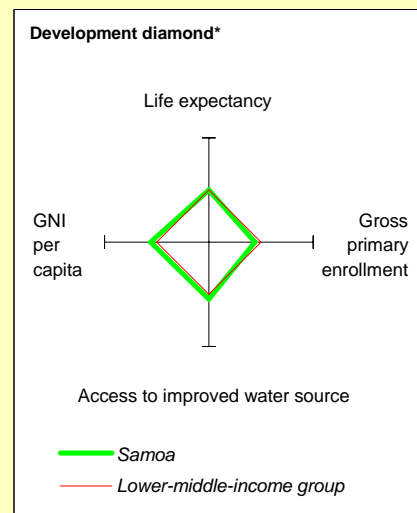 Development diamond*
Life expectancy
GNI
per
capita
Gross
primary
enrollment
Access to improved water source
Samoa
Lower-middle-income group